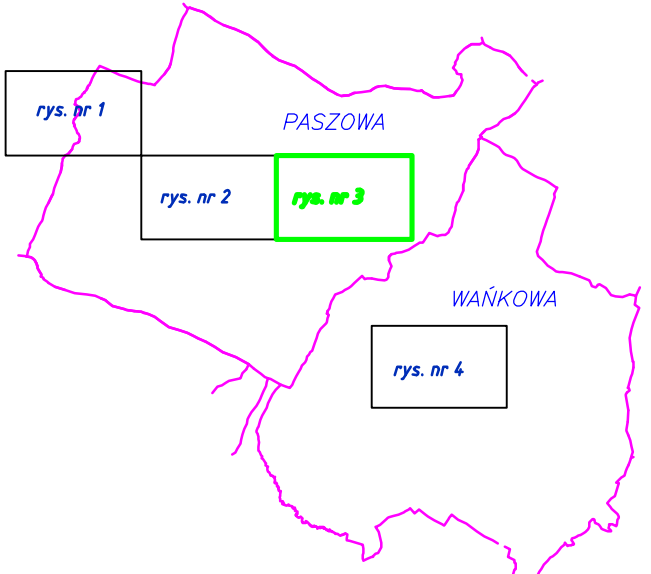 rys. nr 1
PASZOWA
rys. nr 2
rys. nr 3
WAŃKOWA
rys. nr 4